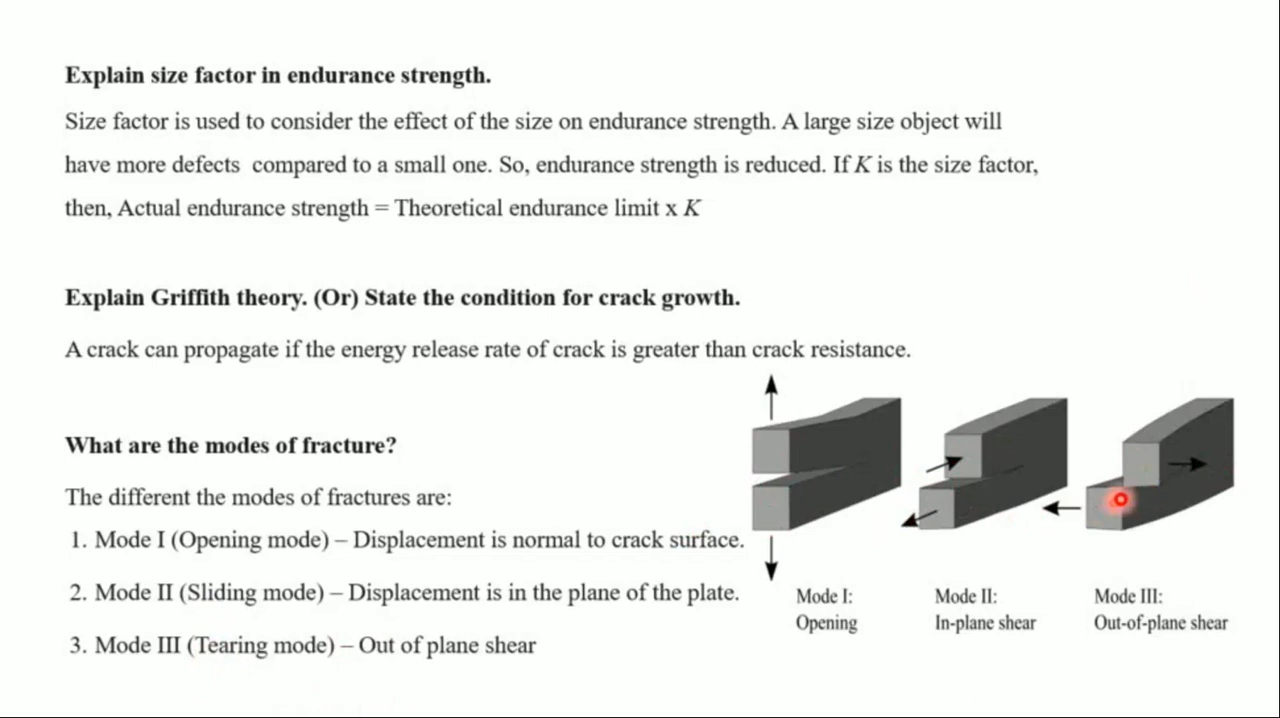 Explain size factor in endurance strength.
Size factor is used to consider the effect of the size on endurance strength. A large size object will
have more defects compared to a small one. So, endurance strength is reduced. If K is the size factor,
then, Actual endurance strength = Theoretical endurance limit x K
Explain Griffith theory. (Or) State the condition for crack growth.
A crack can propagate if the energy release rate of crack is greater than crack resistance.
What are the modes of fracture?
The different the modes of fractures are:
1. Mode I (Opening mode) – Displacement is normal to crack surface.
2. Mode II (Sliding mode) – Displacement is in the plane of the plate.
3. Mode III (Tearing mode) – Out of plane shear
Mode I:
Opening
Mode II:
In-plane shear
Mode III:
Out-of-plane shear